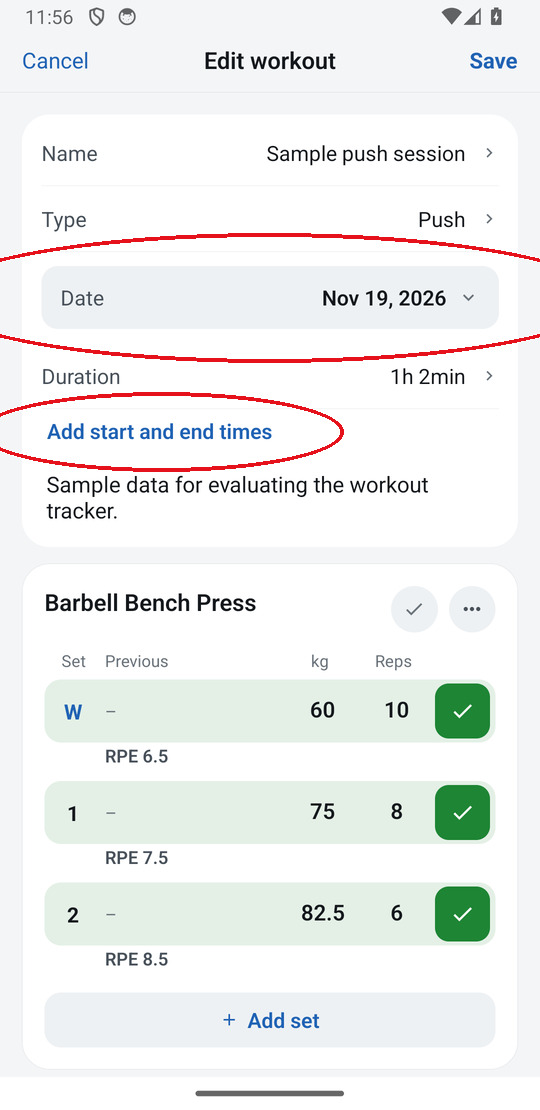 11:56
Cancel Edit workout Save
Name Sample push session
Type Push
Date Nov 19, 2026
Duration 1h 2min
Add start and end times
Sample data for evaluating the workout
tracker.
Barbell Bench Press
Set Previous kg Reps
W – 60 10
RPE 6.5
1 – 75 8
RPE 7.5
2 – 82.5 6
RPE 8.5
+ Add set